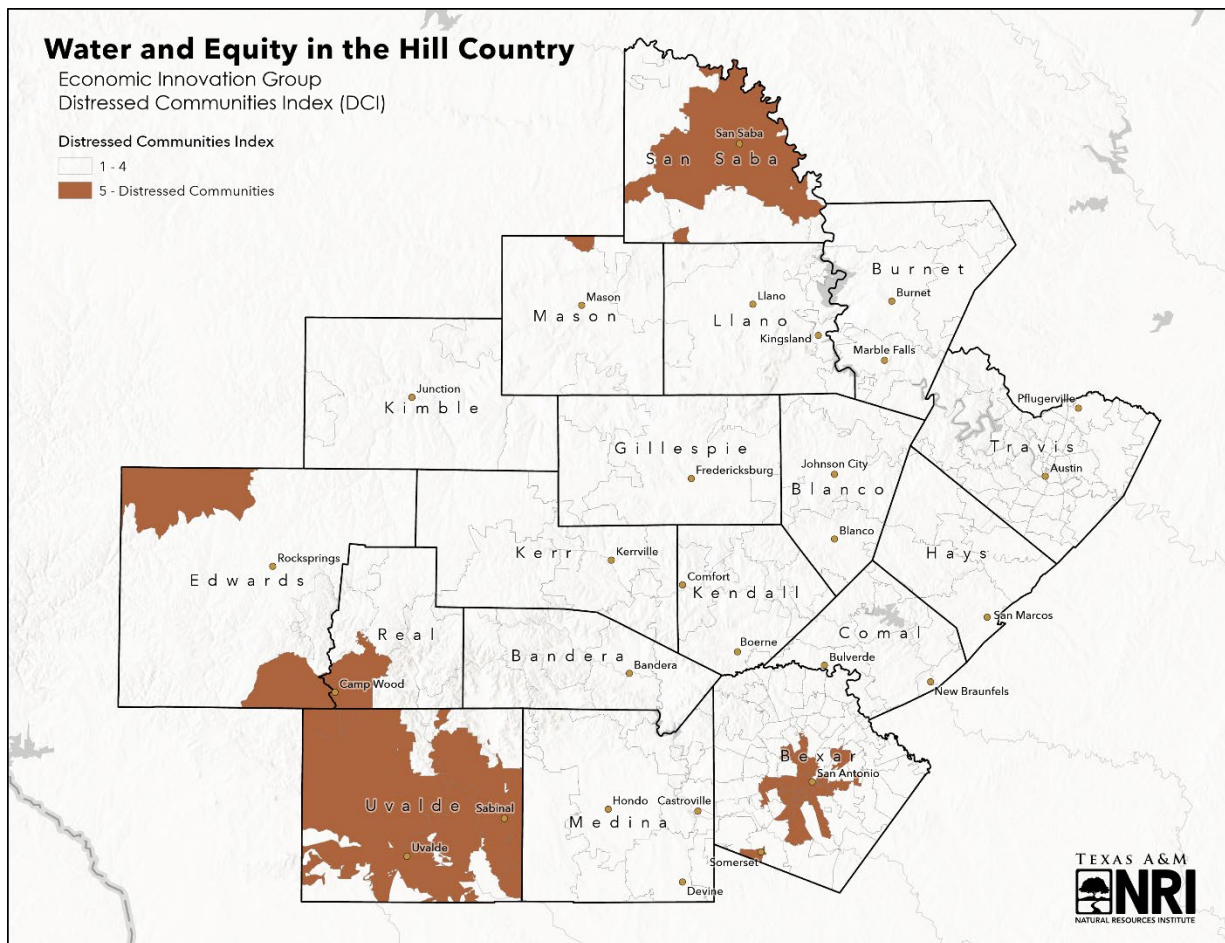 Water and Equity in the Hill Country
Economic Innovation Group
Distressed Communities Index (DCI)
Distressed Communities Index
1 - 4
5 - Distressed Communities
San Saba
San Saba
Burnet
Burnet
Mason
Mason
Llano
Llano
Kingsland
Marble Falls
Junction
Kimble
Pflugerville
Travis
Austin
Gillespie
Fredericksburg
Johnson City
Blanco
Blanco
Hays
San Marcos
Kerr
Kerrville
Comfort
Kendall
Boerne
Rocksprings
Edwards
Real
Camp Wood
Bandera
Bandera
Comal
Bulverde
New Braunfels
Bexar
San Antonio
Somerset
Uvalde
Sabinal
Uvalde
Hondo
Castroville
Medina
Devine
TEXAS A&M
NRI
NATURAL RESOURCES INSTITUTE